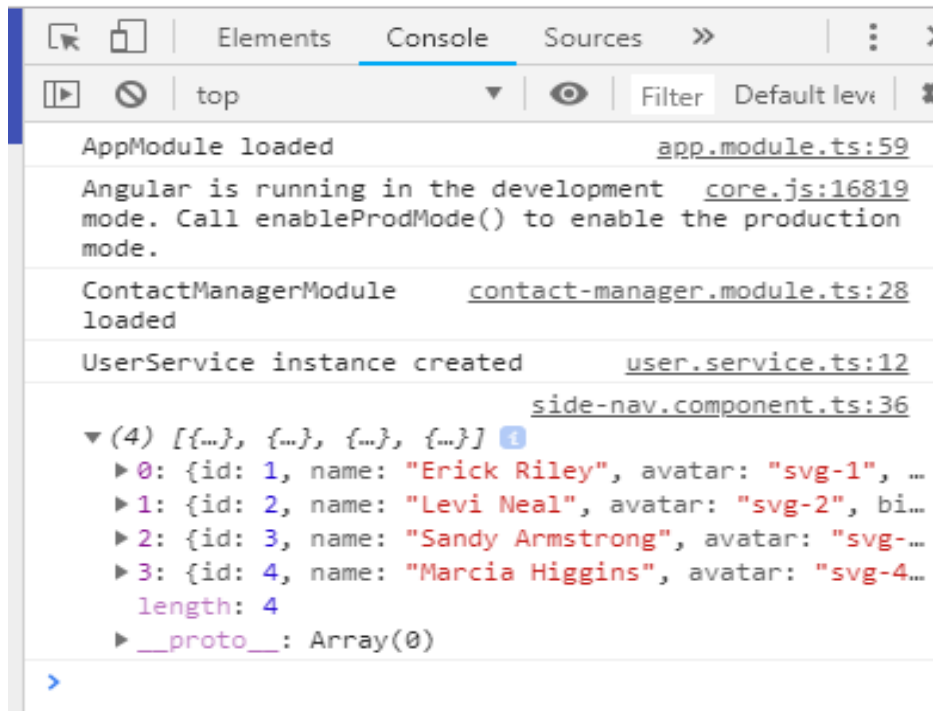 Elements Console Sources »
top Filter Default leve
AppModule loaded app.module.ts:59
Angular is running in the development core.js:16819
mode. Call enableProdMode() to enable the production
mode.
ContactManagerModule contact-manager.module.ts:28
loaded
UserService instance created user.service.ts:12
side-nav.component.ts:36
(4) [{…}, {…}, {…}, {…}] i
0: {id: 1, name: "Erick Riley", avatar: "svg-1", …
1: {id: 2, name: "Levi Neal", avatar: "svg-2", bi…
2: {id: 3, name: "Sandy Armstrong", avatar: "svg-…
3: {id: 4, name: "Marcia Higgins", avatar: "svg-4…
length: 4
__proto__: Array(0)
>